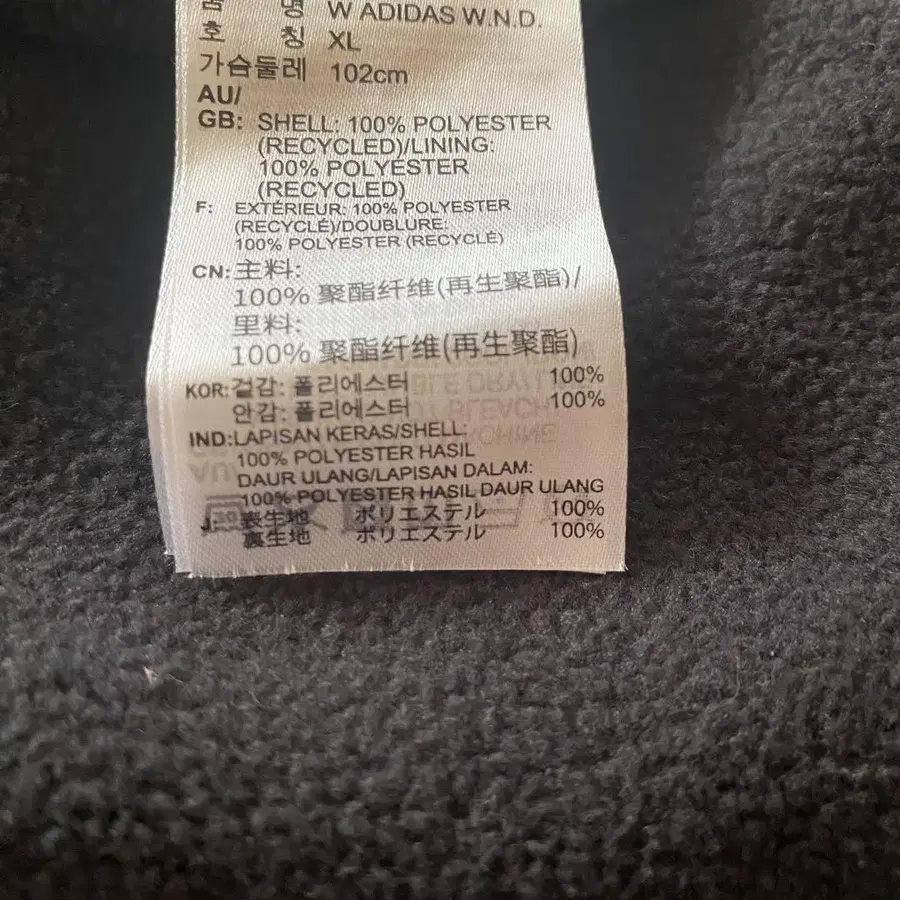 품 명 W ADIDAS W.N.D.
호 칭 XL
가슴둘레 102cm
AU/
GB: SHELL: 100% POLYESTER
(RECYCLED)/LINING:
100% POLYESTER
(RECYCLED)
F: EXTÉRIEUR: 100% POLYESTER
(RECYCLÉ)/DOUBLURE:
100% POLYESTER (RECYCLÉ)
CN: 主料:
100% 聚酯纤维(再生聚酯)/
里料:
100% 聚酯纤维(再生聚酯)
KOR: 겉감: 폴리에스터 100%
안감: 폴리에스터 100%
IND: LAPISAN KERAS/SHELL:
100% POLYESTER HASIL
DAUR ULANG/LAPISAN DALAM:
100% POLYESTER HASIL DAUR ULANG
J: 表生地 ポリエステル 100%
裏生地 ポリエステル 100%